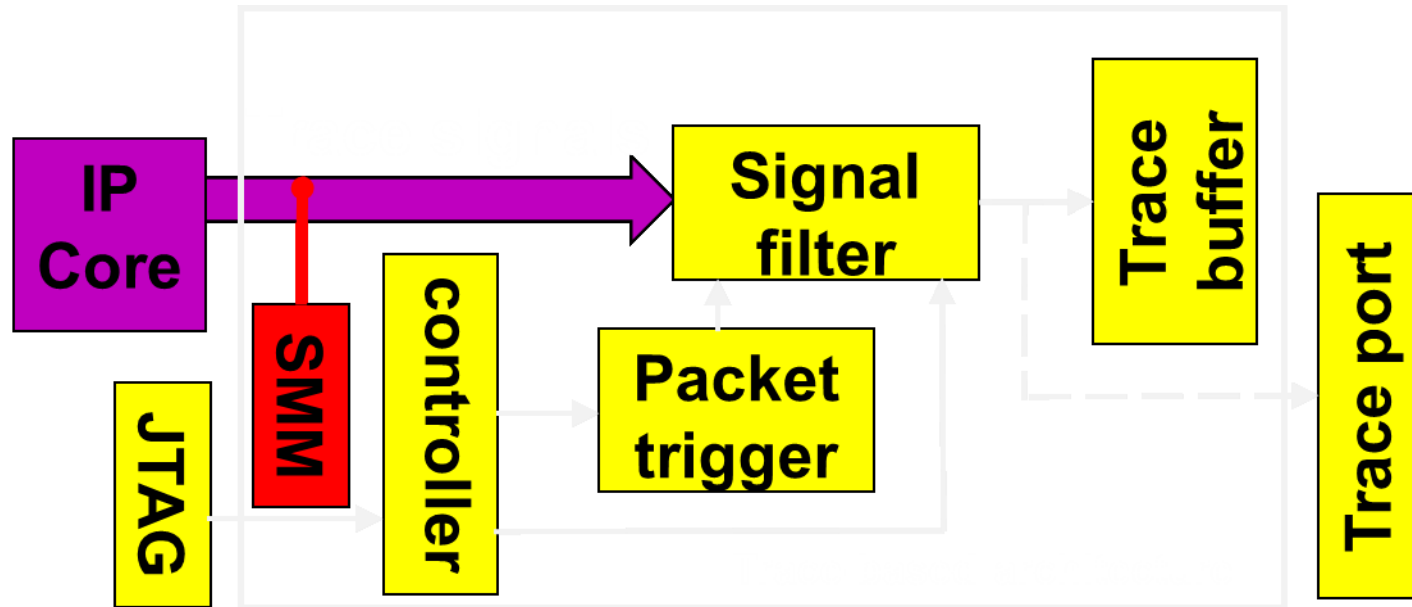 IP
Core
Signal
filter
Trace
buffer
Trace port
controller
SMM
Packet
trigger
JTAG